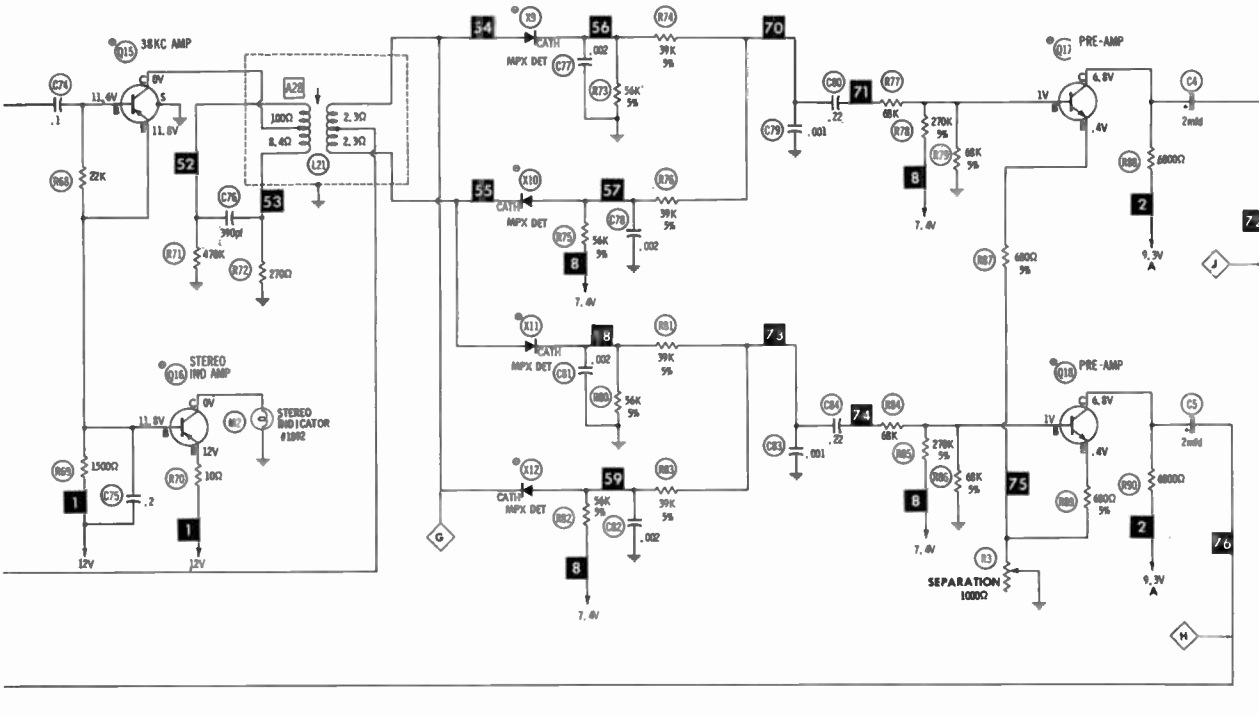 54
X9
CATH
MPX DET
56
.002
C77
R73
56K
5%
R74
39K
5%
70
C79
.001
C80
.22
71
R77
68K
R78
270K
5%
8
7.4V
R79
68K
5%
PRE-AMP
1V
B
C
6.8V
.4V
C4
2mfd
R88
6800Ω
2
9.3V
A
J
R87
680Ω
5%
38KC AMP
Q15
C74
.1
11.6V
B
C
0V
S
11.8V
R68
22K
52
C76
390pf
53
R71
470K
R72
270Ω
A28
100Ω
8.4Ω
2.3Ω
2.3Ω
L21
55
X10
CATH
MPX DET
57
R75
56K
5%
8
7.4V
C78
.002
R76
39K
5%
X11
CATH
MPX DET
.002
C81
R80
56K
5%
R81
39K
5%
73
C83
.001
C84
.22
74
R84
68K
R85
270K
5%
8
7.4V
R86
68K
5%
Q18
PRE-AMP
1V
B
C
6.8V
.4V
C5
2mfd
R89
680Ω
5%
75
R90
6800Ω
2
9.3V
A
76
H
R3
SEPARATION
1000Ω
STEREO
IND AMP
Q16
11.8V
B
C
0V
12V
M2
STEREO
INDICATOR
#1892
R69
1500Ω
1
12V
C75
.2
R70
10Ω
1
12V
G
X12
CATH
MPX DET
59
R82
56K
5%
8
7.4V
C82
.002
R83
39K
5%